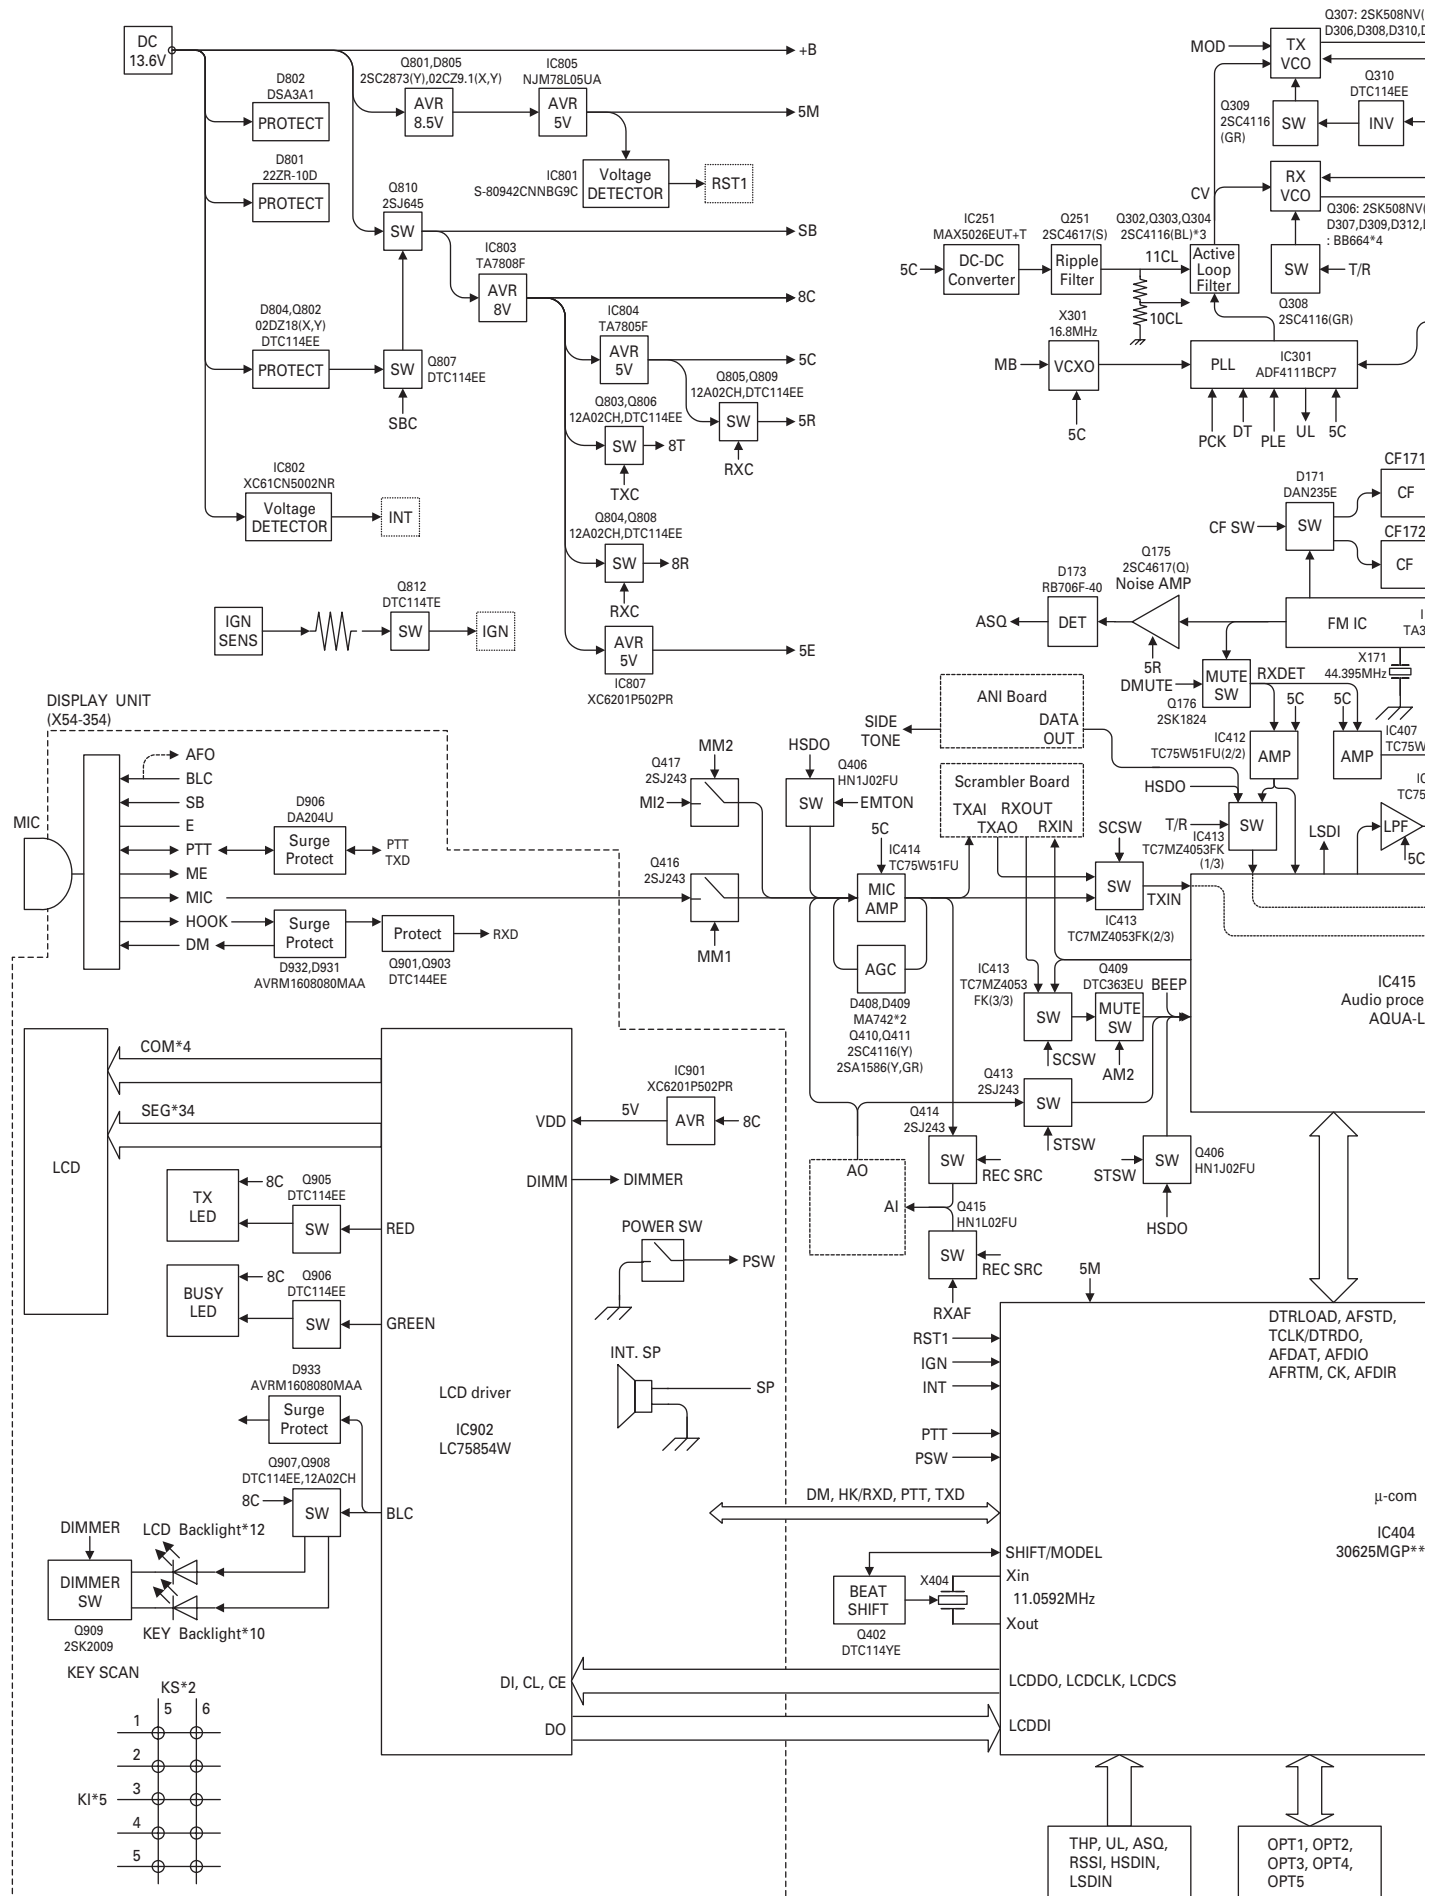 DC
13.6V
+B
D802
DSA3A1
PROTECT
Q801,D805
2SC2873(Y),02CZ9.1(X,Y)
AVR
8.5V
IC805
NJM78L05UA
AVR
5V
5M
D801
22ZR-10D
PROTECT
IC801
S-80942CNNBG9C
Voltage
DETECTOR
RST1
Q810
2SJ645
SW
SB
IC803
TA7808F
AVR
8V
8C
D804,Q802
02DZ18(X,Y)
DTC114EE
PROTECT
SW
Q807
DTC114EE
SBC
IC804
TA7805F
AVR
5V
5C
Q805,Q809
12A02CH,DTC114EE
SW
5R
RXC
Q803,Q806
12A02CH,DTC114EE
SW
8T
TXC
IC802
XC61CN5002NR
Voltage
DETECTOR
INT
Q804,Q808
12A02CH,DTC114EE
SW
8R
RXC
IGN
SENS
Q812
DTC114TE
SW
IGN
AVR
5V
5E
IC807
XC6201P502PR
Q307: 2SK508NV(
D306,D308,D310,D
MOD
TX
VCO
Q310
DTC114EE
Q309
2SC4116
(GR)
SW
INV
RX
VCO
CV
Q306: 2SK508NV(
D307,D309,D312,D
: BB664*4
IC251
MAX5026EUT+T
Q251
2SC4617(S)
Q302,Q303,Q304
2SC4116(BL)*3
5C
DC-DC
Converter
Ripple
Filter
11CL
Active
Loop
Filter
SW
T/R
10CL
Q308
2SC4116(GR)
X301
16.8MHz
MB
VCXO
5C
PLL
IC301
ADF4111BCP7
PCK
DT
PLE
UL
5C
CF171
CF
D171
DAN235E
CF SW
SW
CF172
CF
Q175
2SC4617(Q)
Noise AMP
D173
RB706F-40
ASQ
DET
5R
FM IC
TA3
X171
44.395MHz
DMUTE
MUTE
SW
RXDET
Q176
2SK1824
5C
5C
IC412
TC75W51FU(2/2)
AMP
AMP
IC407
TC75W
DISPLAY UNIT
(X54-354)
MIC
AFO
BLC
SB
E
PTT
ME
MIC
HOOK
DM
D906
DA204U
Surge
Protect
PTT
TXD
Surge
Protect
D932,D931
AVRM1608080MAA
Protect
Q901,Q903
DTC144EE
RXD
MM2
Q417
2SJ243
MI2
Q416
2SJ243
MM1
HSDO
Q406
HN1J02FU
SW
EMTON
SIDE
TONE
ANI Board
DATA
OUT
Scrambler Board
TXAI
RXOUT
TXAO
RXIN
5C
IC414
TC75W51FU
MIC
AMP
AGC
D408,D409
MA742*2
Q410,Q411
2SC4116(Y)
2SA1586(Y,GR)
HSDO
T/R
SW
IC413
TC7MZ4053FK
(1/3)
SCSW
SW
TXIN
IC413
TC7MZ4053FK(2/3)
LSDI
IC
TC75
LPF
5C
IC413
TC7MZ4053
FK(3/3)
SW
SCSW
Q409
DTC363EU
MUTE
SW
AM2
BEEP
IC415
Audio proce
AQUA-L
Q413
2SJ243
SW
STSW
Q414
2SJ243
SW
REC SRC
AO
AI
Q415
HN1L02FU
SW
REC SRC
RXAF
STSW
SW
Q406
HN1J02FU
HSDO
LCD
COM*4
SEG*34
VDD
5V
IC901
XC6201P502PR
AVR
8C
DIMM
DIMMER
TX
LED
8C
Q905
DTC114EE
SW
RED
POWER SW
PSW
BUSY
LED
8C
Q906
DTC114EE
SW
GREEN
INT. SP
SP
D933
AVRM1608080MAA
Surge
Protect
LCD driver
IC902
LC75854W
Q907,Q908
DTC114EE,12A02CH
8C
SW
BLC
DIMMER
LCD Backlight*12
DIMMER
SW
KEY Backlight*10
Q909
2SK2009
KEY SCAN
KS*2
5
6
1
2
3
4
5
KI*5
DI, CL, CE
DO
5M
DTRLOAD, AFSTD,
TCLK/DTRDO,
AFDAT, AFDIO
AFRTM, CK, AFDIR
RST1
IGN
INT
PTT
PSW
DM, HK/RXD, PTT, TXD
μ-com
IC404
30625MGP**
SHIFT/MODEL
BEAT
SHIFT
Q402
DTC114YE
X404
Xin
11.0592MHz
Xout
LCDDO, LCDCLK, LCDCS
LCDDI
THP, UL, ASQ,
RSSI, HSDIN,
LSDIN
OPT1, OPT2,
OPT3, OPT4,
OPT5